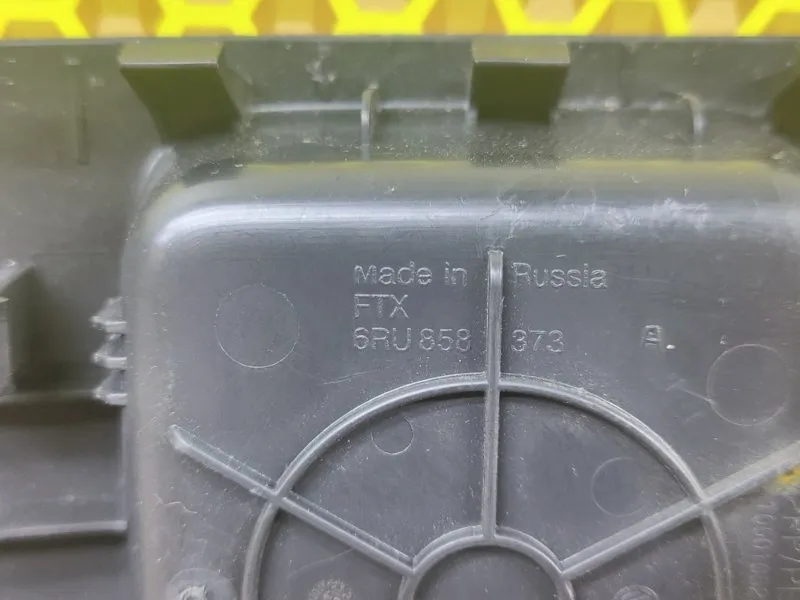 Made in Russia
FTX
6RU 858 373 A